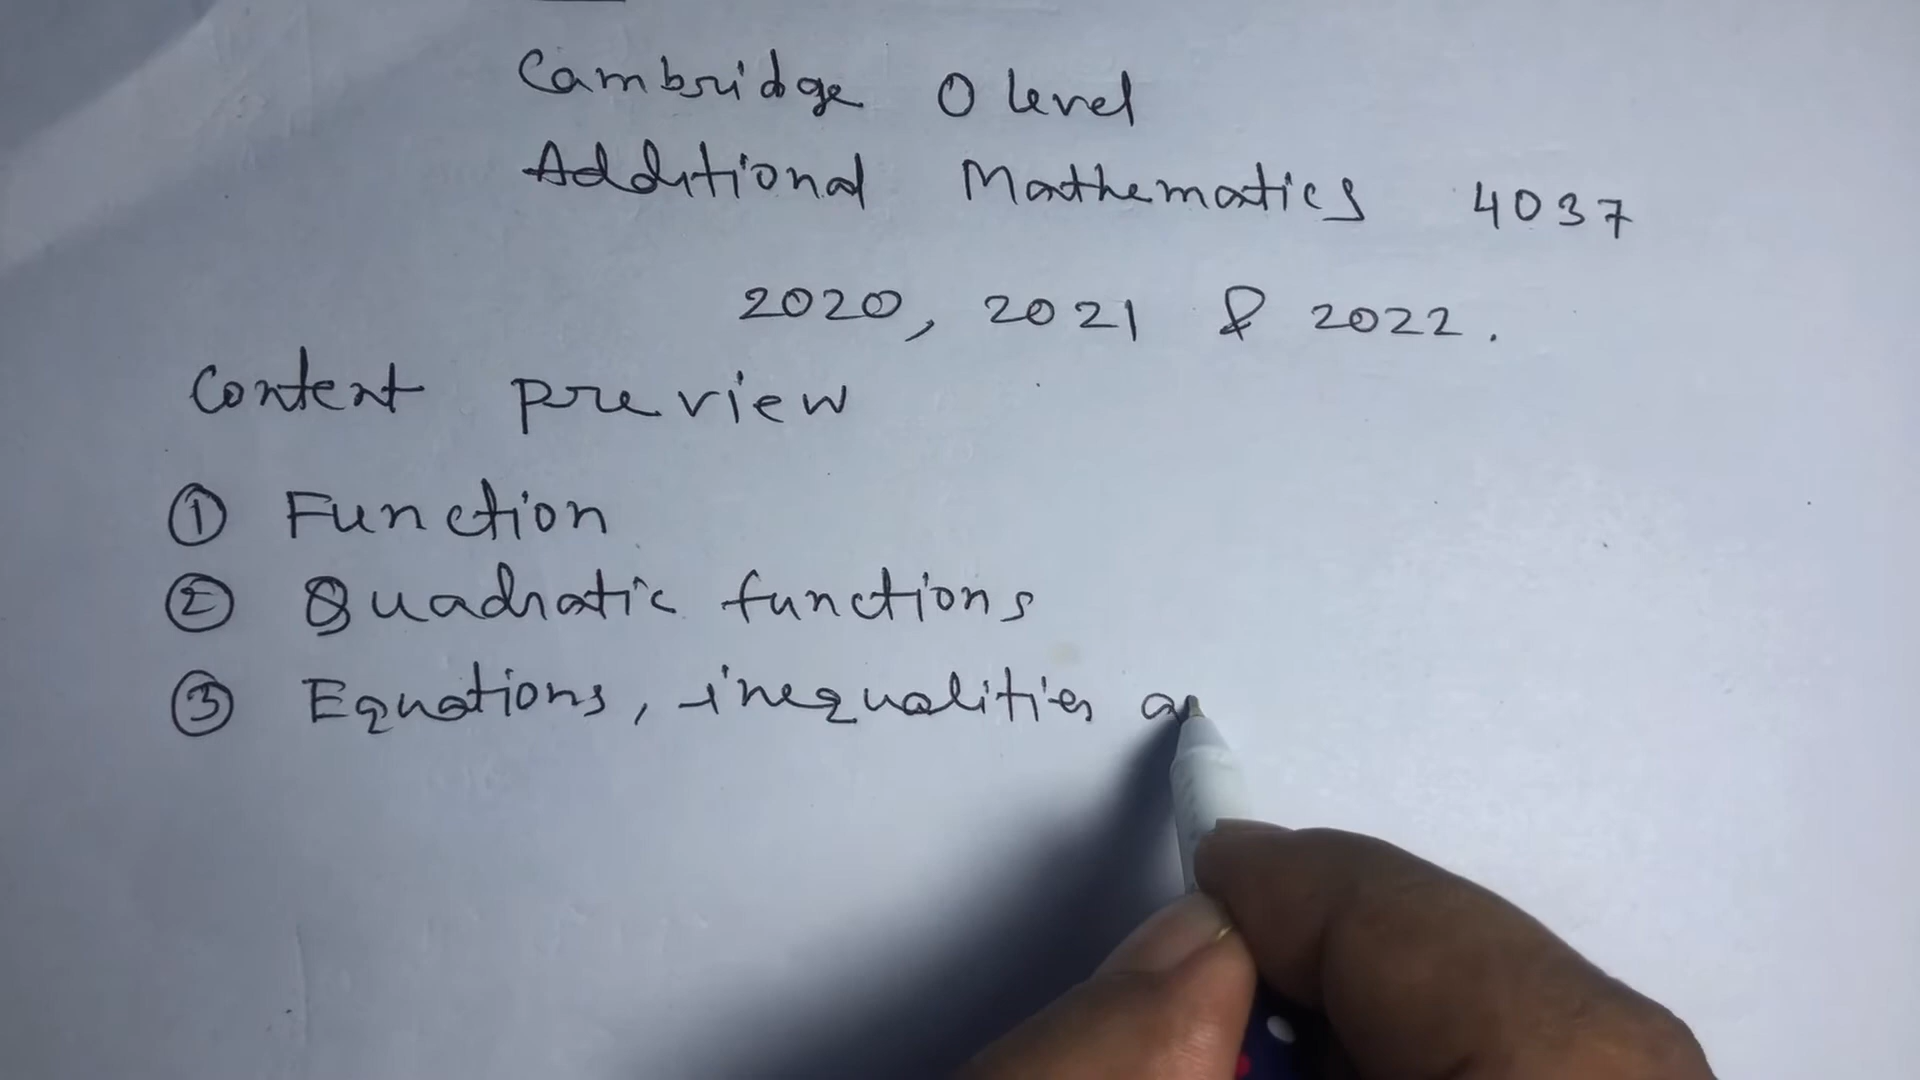 Cambridge O level
Additional Mathematics 4037
2020, 2021 & 2022.
Content preview
① Function
② Quadratic functions
③ Equations, inequalities